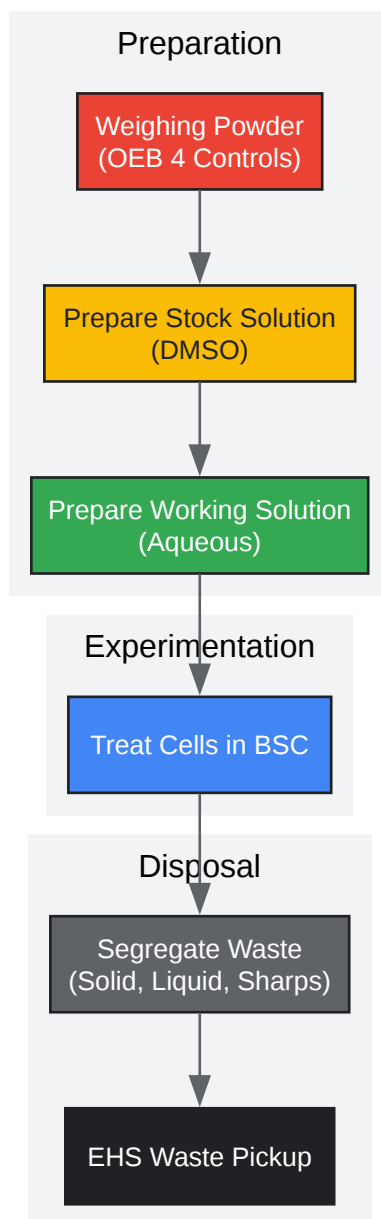 Preparation
Weighing Powder
(OEB 4 Controls)
Prepare Stock Solution
(DMSO)
Prepare Working Solution
(Aqueous)
Experimentation
Treat Cells in BSC
Disposal
Segregate Waste
(Solid, Liquid, Sharps)
EHS Waste Pickup